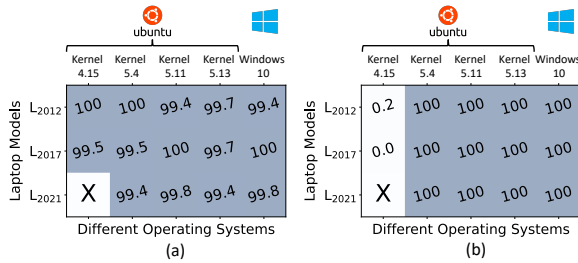 ubuntu
Kernel 4.15 Kernel 5.4 Kernel 5.11 Kernel 5.13 Windows 10
Laptop Models
L2012 100 100 99.4 99.7 99.4
L2017 99.5 99.5 100 99.7 100
L2021 X 99.4 99.8 99.4 99.8
Different Operating Systems
(a)
ubuntu
Kernel 4.15 Kernel 5.4 Kernel 5.11 Kernel 5.13 Windows 10
Laptop Models
L2012 0.2 100 100 100 100
L2017 0.0 100 100 100 100
L2021 X 100 100 100 100
Different Operating Systems
(b)